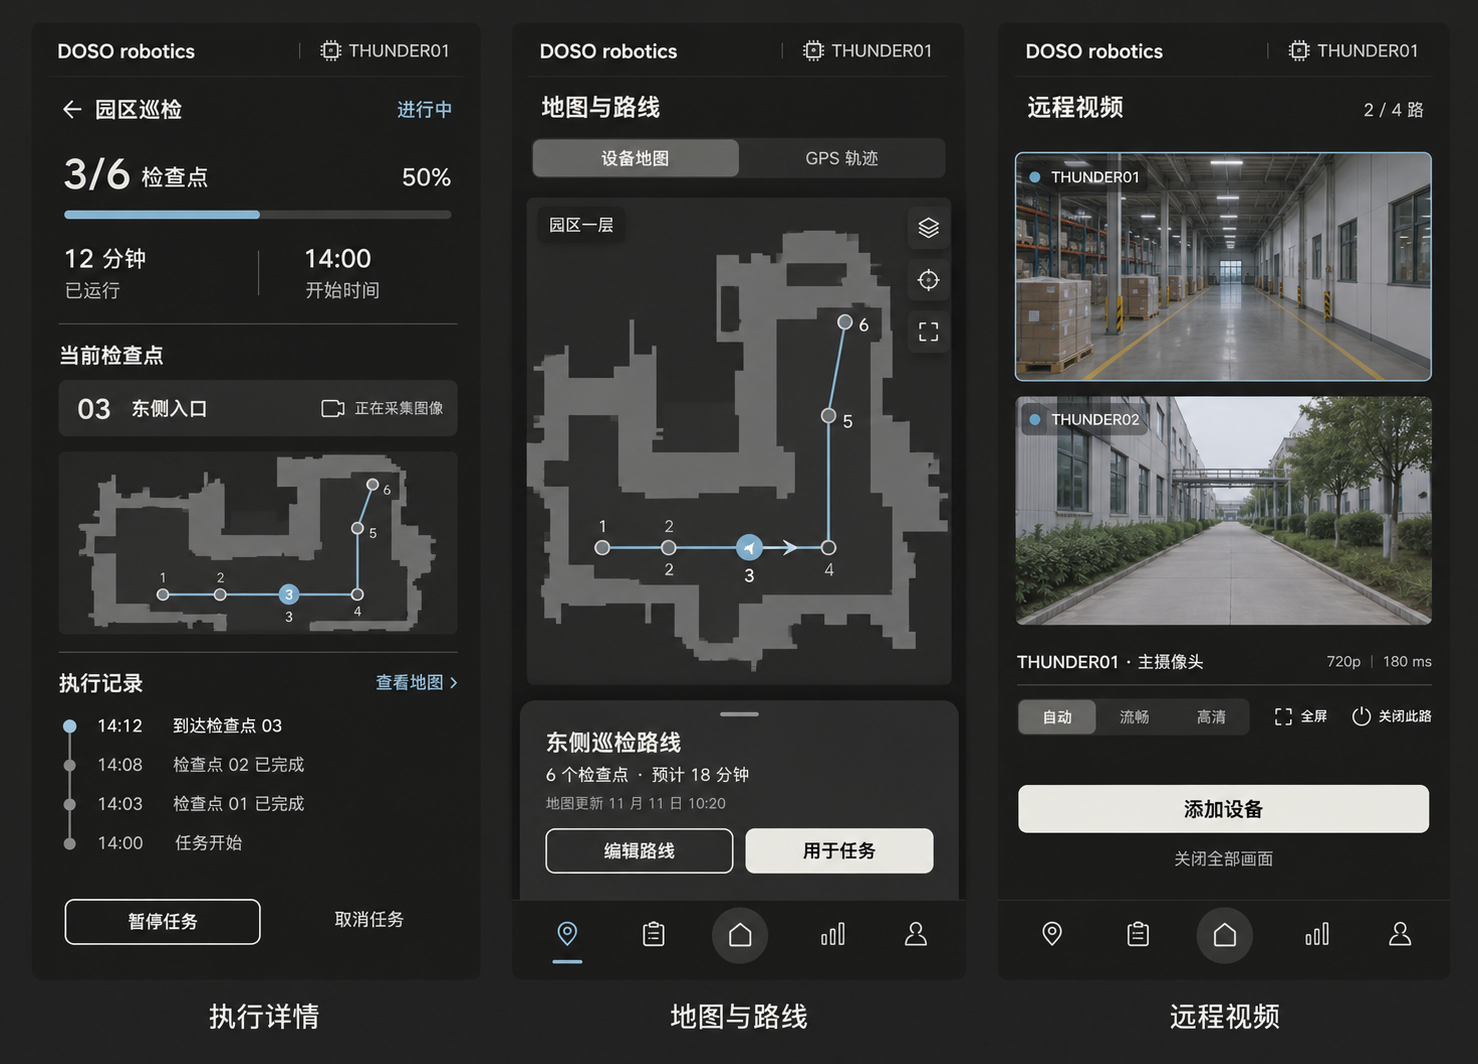 DOSO robotics
THUNDER01
园区巡检
进行中
3/6 检查点
50%
12 分钟
已运行
14:00
开始时间
当前检查点
03 东侧入口
正在采集图像
6
5
1
2
3
3
4
执行记录
查看地图
14:12 到达检查点 03
14:08 检查点 02 已完成
14:03 检查点 01 已完成
14:00 任务开始
暂停任务
取消任务
执行详情
DOSO robotics
THUNDER01
地图与路线
设备地图
GPS 轨迹
园区一层
6
5
1
2
2
3
4
东侧巡检路线
6 个检查点 · 预计 18 分钟
地图更新 11 月 11 日 10:20
编辑路线
用于任务
地图与路线
DOSO robotics
THUNDER01
远程视频
2 / 4 路
THUNDER01
THUNDER02
THUNDER01 · 主摄像头
720p | 180 ms
自动
流畅
高清
全屏
关闭此路
添加设备
关闭全部画面
远程视频